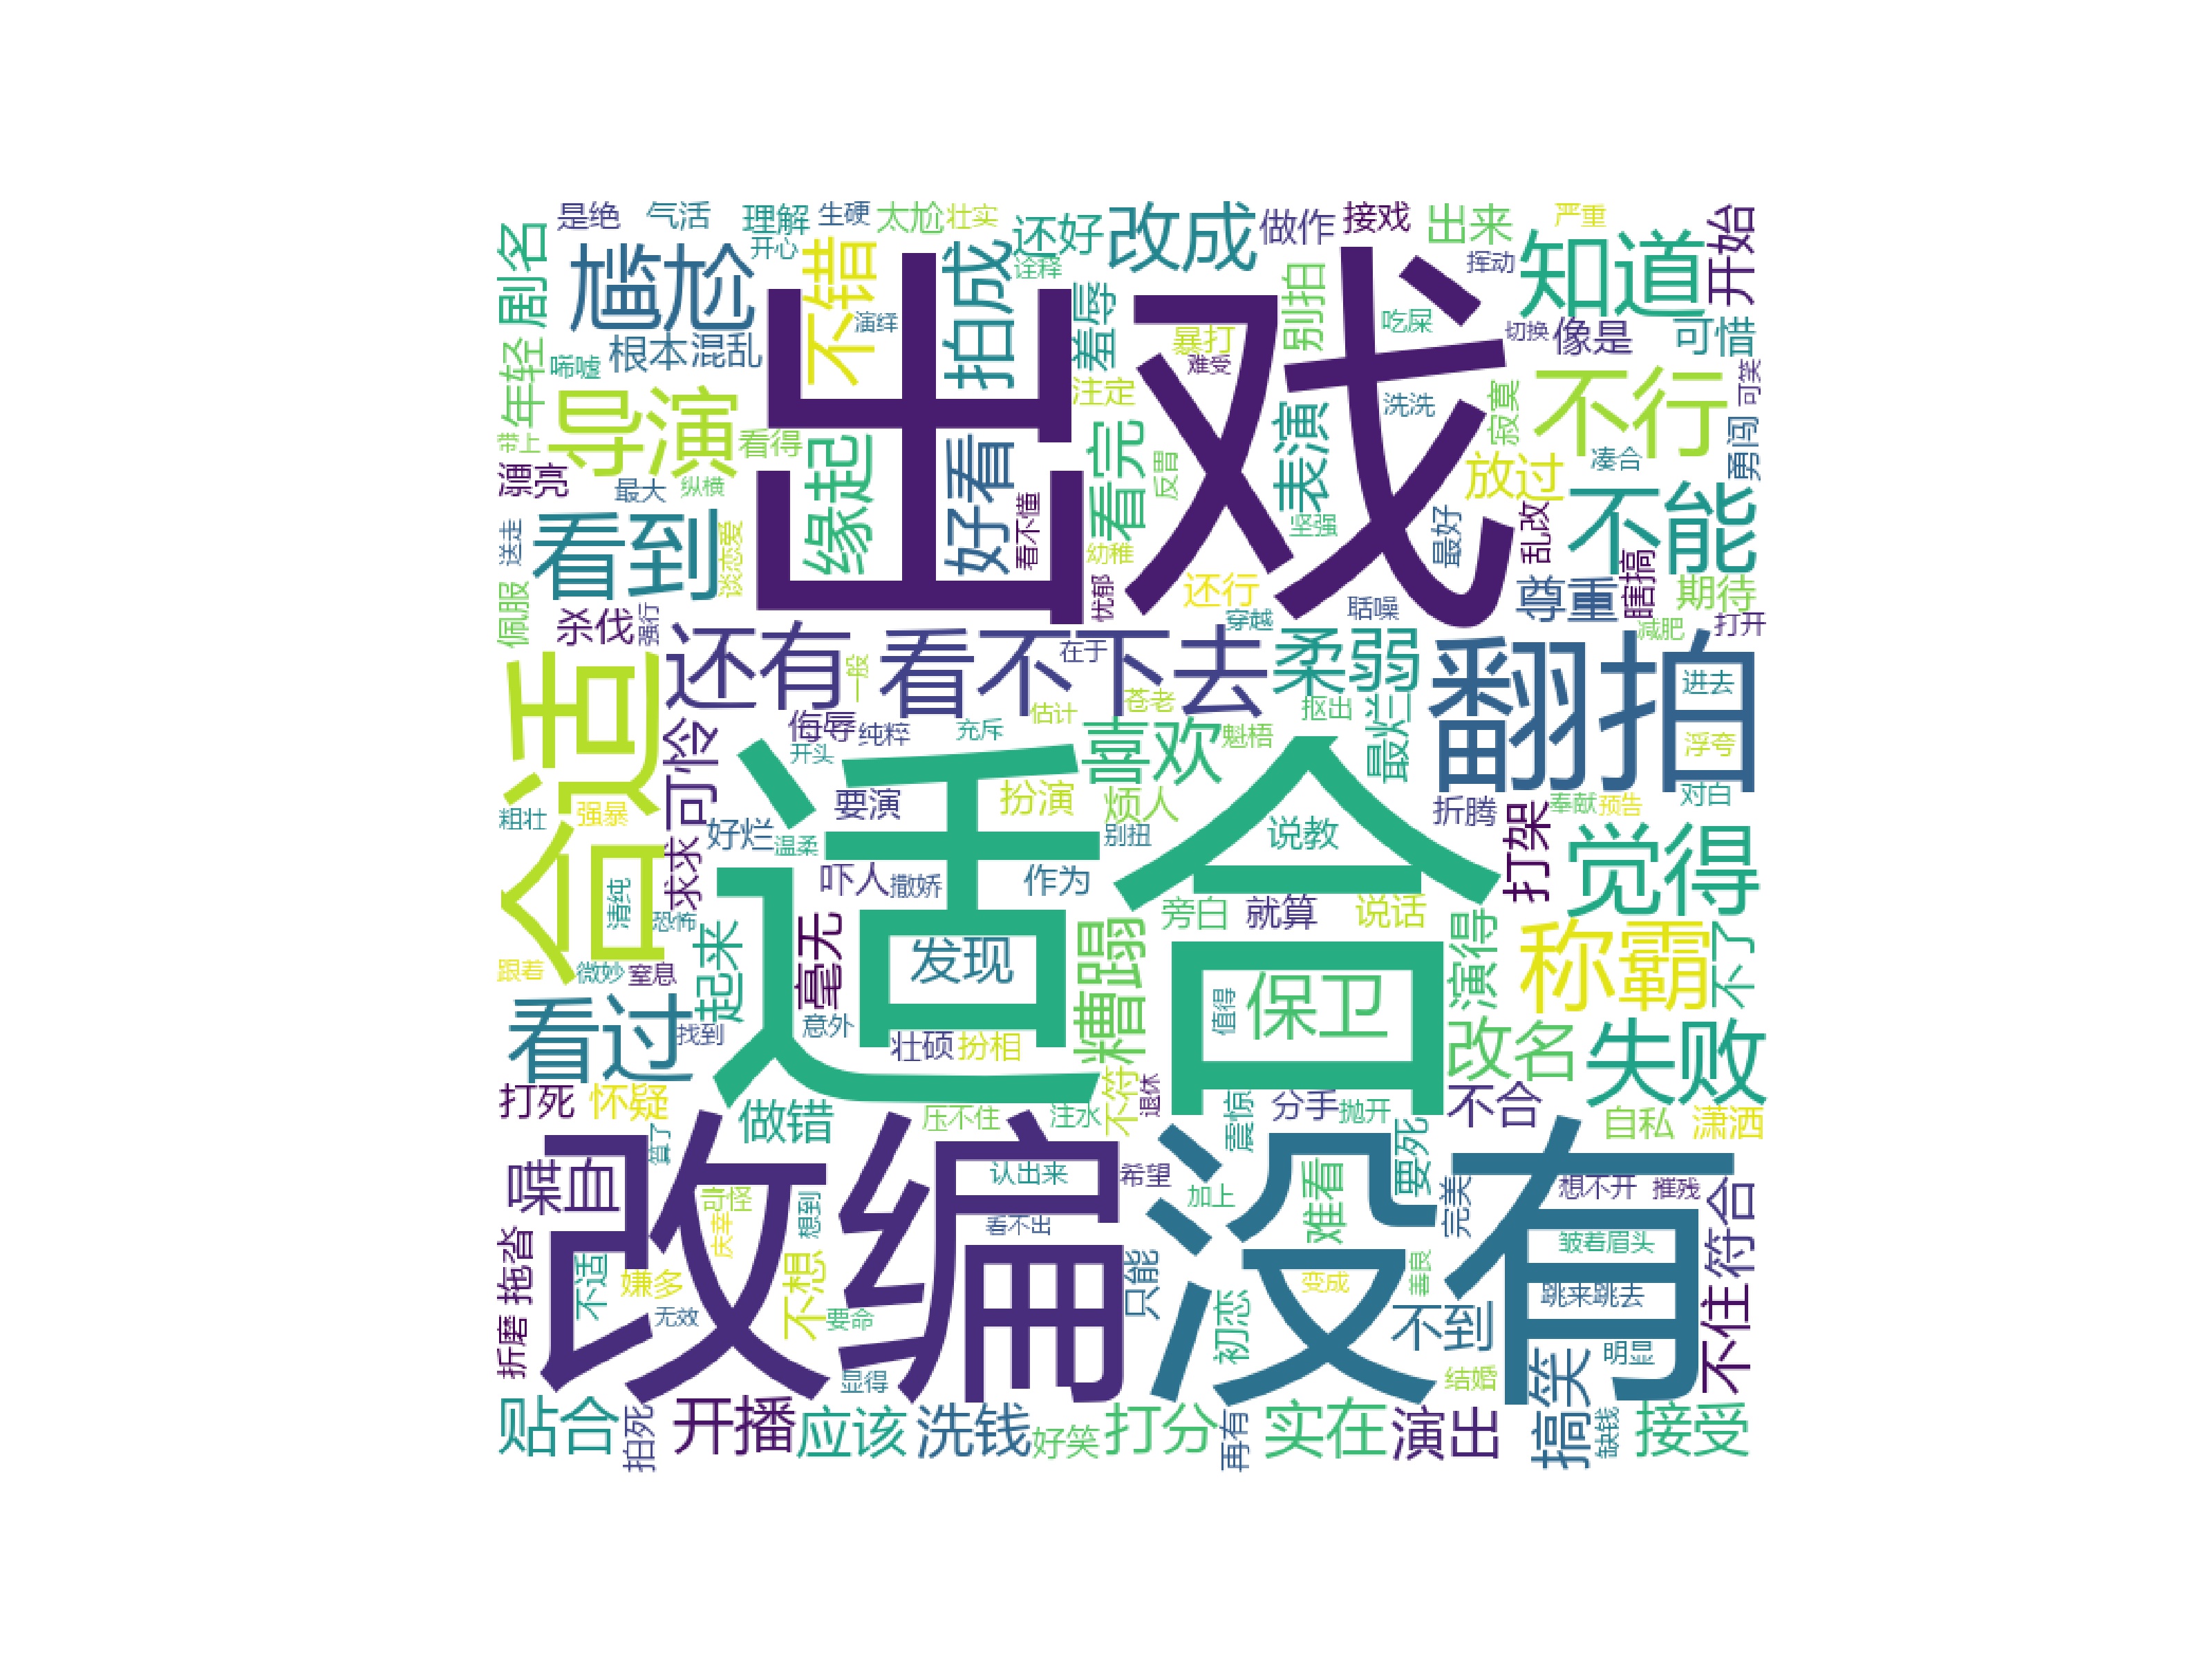 是绝
气活
理解
生硬
太尬
壮实
还好
改成
做作
接戏
出来
严重
开始
剧名
尴尬
开心
不错
拍成
诠释
羞辱
别拍
挥动
知道
演绎
出戏
吃屎
切换
像是
可惜
年轻
唏嘘
根本
混乱
暴打
难受
注定
可笑
导演
看得
缘起
好看
看完
表演
洗洗
寂寞
不行
带上
漂亮
最大
纵横
反胃
放过
凑合
勇闯
送走
看到
谈恋爱
看不懂
幼稚
坚强
最好
乱改
不能
佩服
杀伐
强行
忧郁
还行
穿越
聒噪
尊重
瞎搞
期待
减肥
打开
合适
还有
一般
看不下去
在于
柔弱
翻拍
进去
可怜
侮辱
纯粹
充斥
估计
苍老
抠出
最烂
浮夸
开头
喜欢
魁梧
粗壮
强暴
求求
好烂
温柔
要演
扮演
烦人
别扭
说教
折腾
打架
奉献
预告
对白
适合
吓人
撒娇
作为
觉得
清纯
恐怖
旁白
就算
说话
跟着
微妙
窒息
起来
毫无
发现
糟蹋
保卫
值得
演得
称霸
不了
看过
找到
意外
壮硕
扮相
改名
失败
打死
怀疑
做错
压不住
注水
不符
退休
震惊
分手
抛开
不合
自私
潇洒
算了
喋血
奇怪
庆幸
想到
改编
认出来
看不出
希望
加上
没有
难看
要死
完美
想不开
摧残
不符合
皱着眉头
拖沓
不适
嫌多
不想
只能
变成
善良
跳来跳去
不住
折磨
无效
要命
初恋
不到
明显
显得
结婚
搞笑
贴合
拍死
开播
应该
洗钱
好笑
打分
再有
实在
演出
缺钱
接受